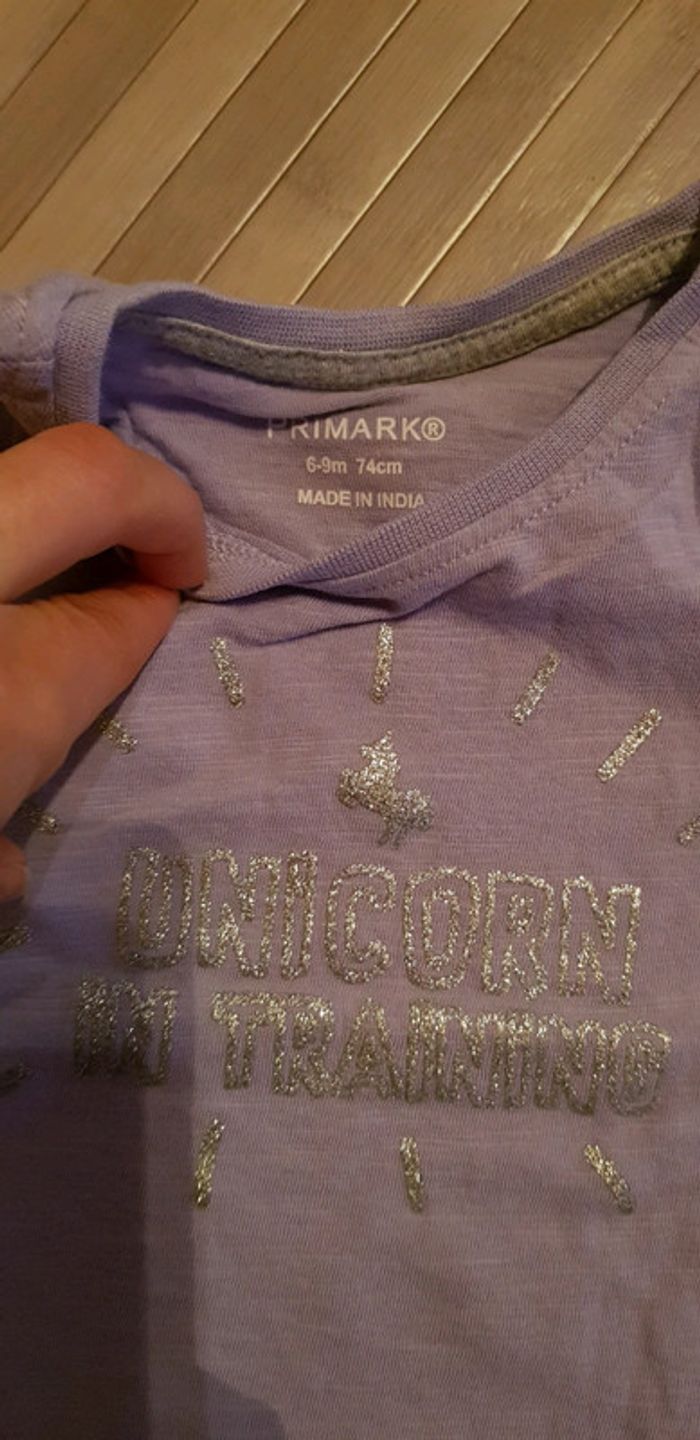 PRIMARK®
6-9m 74cm
MADE IN INDIA
UNICORN
IN TRAINING